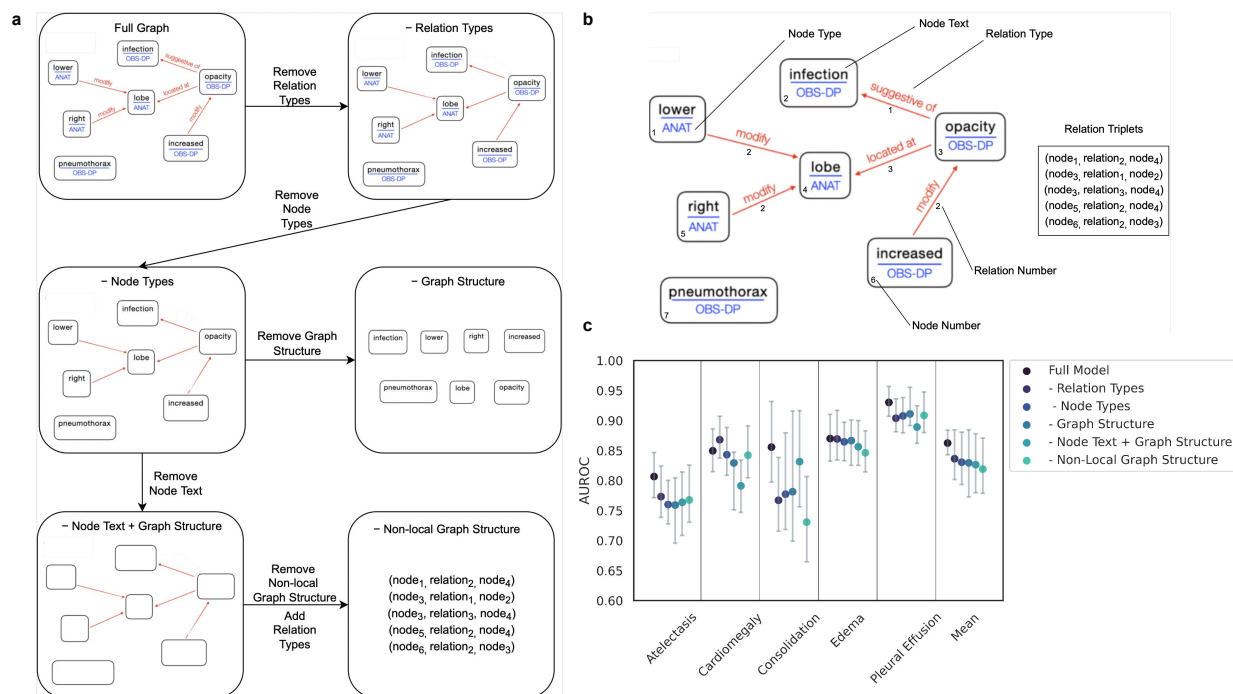 a
Full Graph
infection
OBS-DP
suggestive of
lower
ANAT
modify
opacity
OBS-DP
located at
lobe
ANAT
right
ANAT
modify
modify
increased
OBS-DP
pneumothorax
OBS-DP
Remove
Relation
Types
– Relation Types
infection
OBS-DP
lower
ANAT
opacity
OBS-DP
lobe
ANAT
right
ANAT
increased
OBS-DP
pneumothorax
OBS-DP
Remove
Node
Types
– Node Types
infection
lower
opacity
lobe
right
increased
pneumothorax
Remove Graph
Structure
– Graph Structure
infection
lower
right
increased
pneumothorax
lobe
opacity
Remove
Node Text
– Node Text + Graph Structure
Remove
Non-local
Graph Structure
Add
Relation
Types
– Non-local Graph Structure
(node1, relation2, node4)
(node3, relation1, node2)
(node3, relation3, node4)
(node5, relation2, node4)
(node6, relation2, node3)
b
Node Type
Node Text
Relation Type
infection
OBS-DP
2
suggestive of
1
lower
ANAT
1
modify
2
opacity
OBS-DP
3
located at
3
lobe
ANAT
4
right
ANAT
5
modify
2
modify
2
increased
OBS-DP
6
pneumothorax
OBS-DP
7
Relation Number
Node Number
Relation Triplets
(node1, relation2, node4)
(node3, relation1, node2)
(node3, relation3, node4)
(node5, relation2, node4)
(node6, relation2, node3)
c
AUROC
1.00
0.95
0.90
0.85
0.80
0.75
0.70
0.65
0.60
Atelectasis
Cardiomegaly
Consolidation
Edema
Pleural Effusion
Mean
Full Model
- Relation Types
- Node Types
- Graph Structure
- Node Text + Graph Structure
- Non-Local Graph Structure